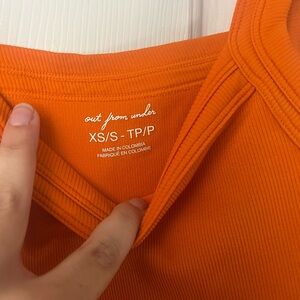 out from under
XS/S - TP/P
MADE IN COLOMBIA
FABRIQUÉ EN COLOMBIE